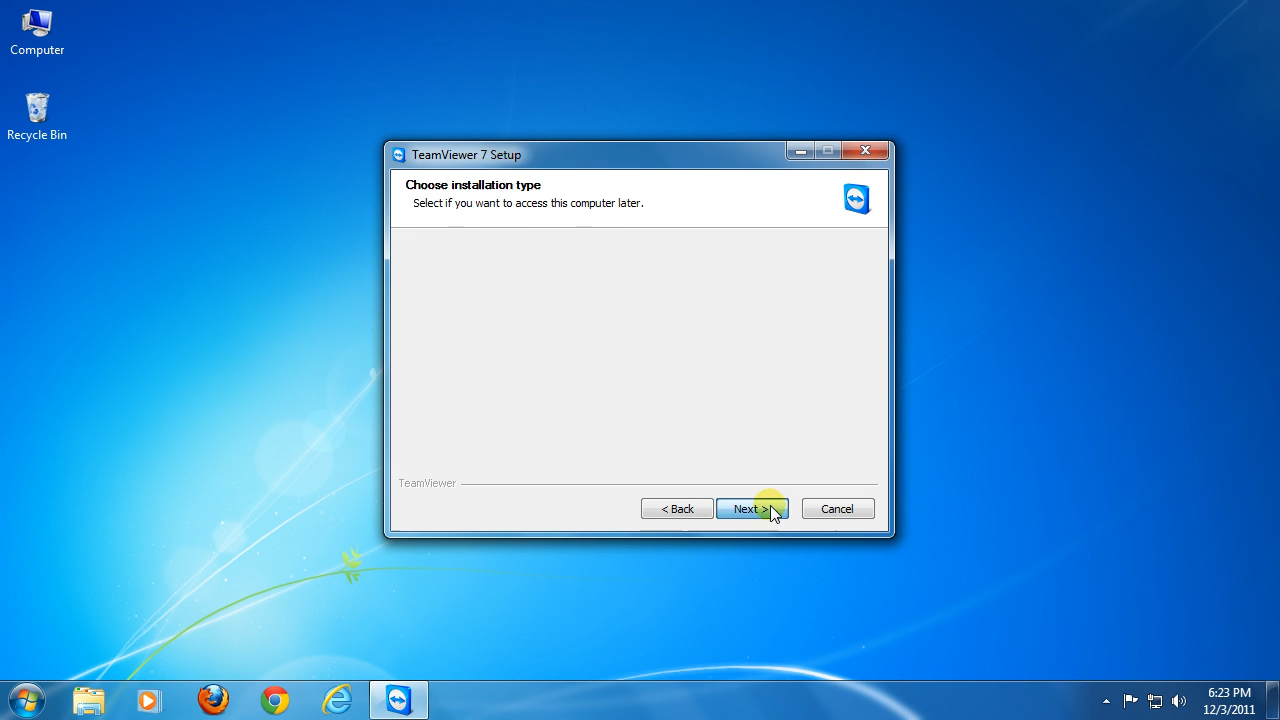 Computer
Recycle Bin
TeamViewer 7 Setup
Choose installation type
Select if you want to access this computer later.
TeamViewer
< Back
Next >
Cancel
6:23 PM
12/3/2011